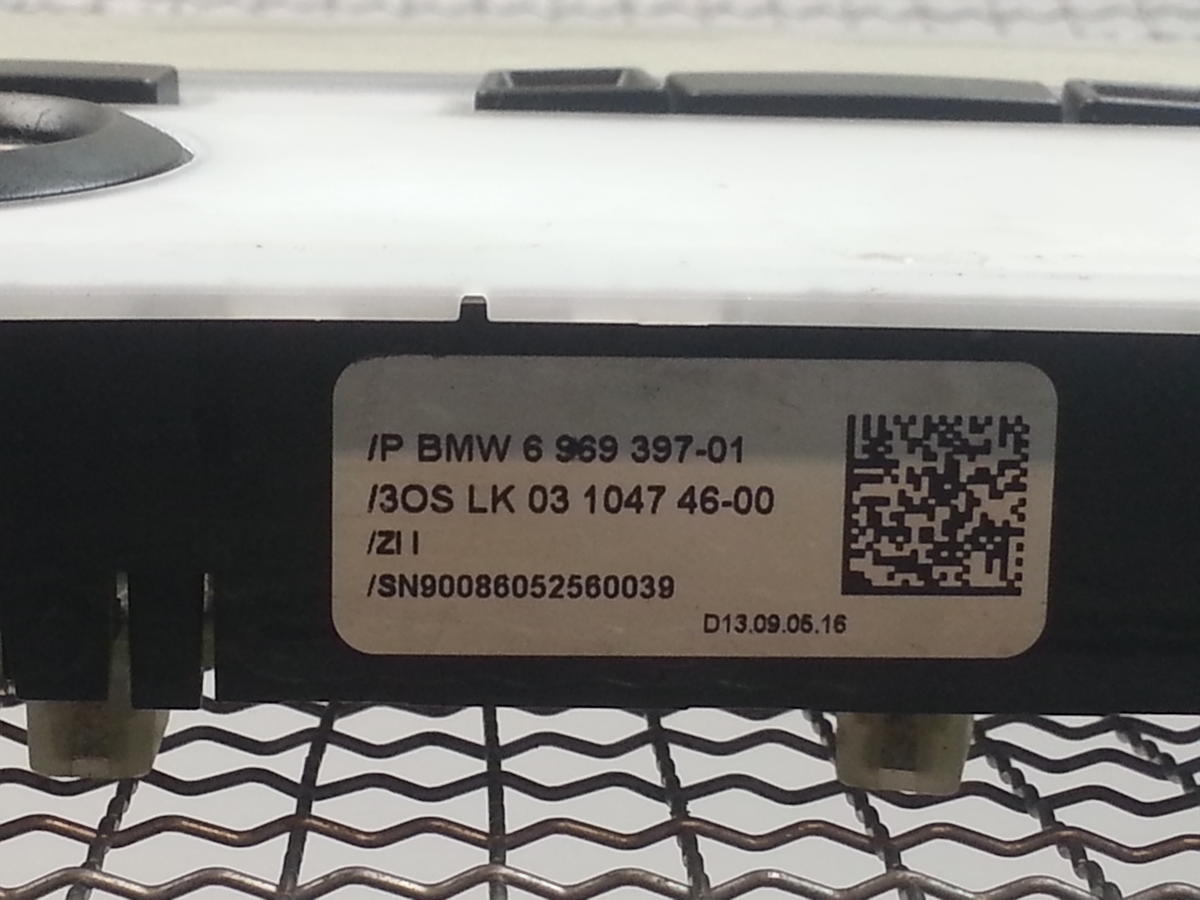 /P BMW 6 969 397-01
/3OS LK 03 1047 46-00
/ZI I
/SN90086052560039
D13.09.05.16